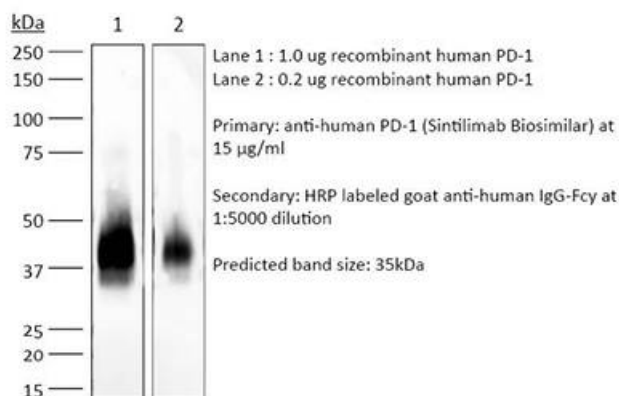 kDa
1 2
250
150
100
75
50
37
25
20
15
Lane 1 : 1.0 ug recombinant human PD-1
Lane 2 : 0.2 ug recombinant human PD-1
Primary: anti-human PD-1 (Sintilimab Biosimilar) at
15 µg/ml
Secondary: HRP labeled goat anti-human IgG-Fcγ at
1:5000 dilution
Predicted band size: 35kDa